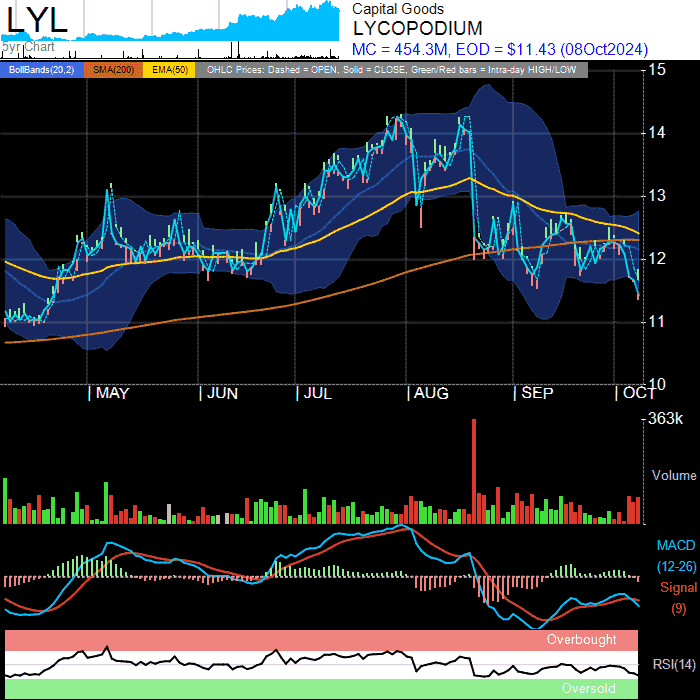 LYL
5yr Chart
Capital Goods
LYCOPODIUM
MC = 454.3M, EOD = $11.43 (08Oct2024)
BollBands(20,2) SMA(200) EMA(50) OHLC Prices: Dashed = OPEN, Solid = CLOSE, Green/Red bars = Intra-day HIGH/LOW
15
14
13
12
11
10
MAY JUN JUL AUG SEP OCT
363k
Volume
MACD
(12-26)
Signal
(9)
Overbought
RSI(14)
Oversold